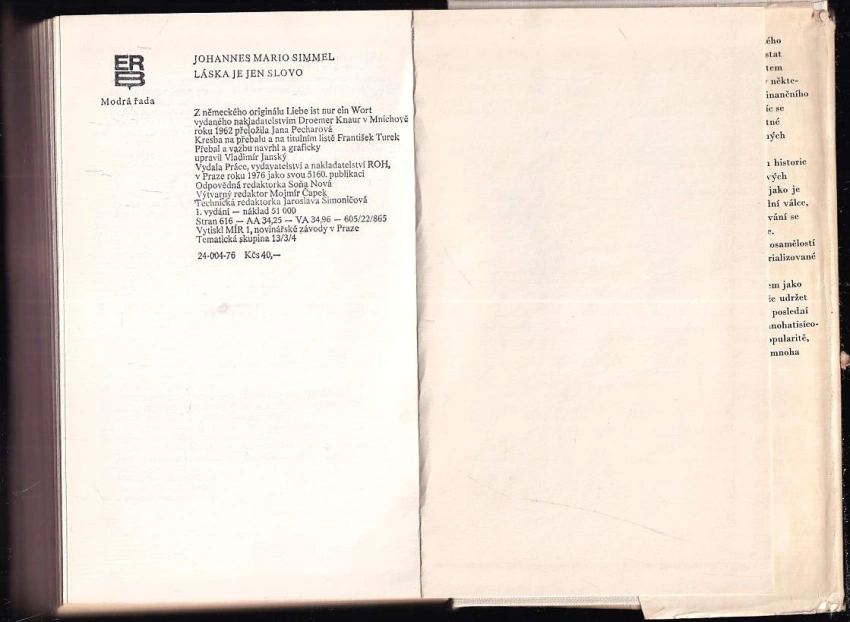 ER
EB
Modrá řada
JOHANNES MARIO SIMMEL
LÁSKA JE JEN SLOVO
Z německého originálu Liebe ist nur ein Wort
vydaného nakladatelstvím Droemer Knaur v Mnichově
roku 1962 přeložila Jana Pecharová
Kresba na přebalu a na titulním listě František Turek
Přebal a vazbu navrhl a graficky
upravil Vladimír Janský
Vydala Práce, vydavatelství a nakladatelství ROH,
v Praze roku 1976 jako svou 5160. publikaci
Odpovědná redaktorka Soňa Nová
Výtvarný redaktor Mojmír Čapek
Technická redaktorka Jaroslava Šimoničová
1. vydání — náklad 51 000
Stran 616 — AA 34,25 — VA 34,96 — 605/22/865
Vytiskl MÍR 1, novinářské závody v Praze
Tematická skupina 13/3/4
24-004-76 Kčs 40,—
ého
stat
tem
někte-
inančního
íc se
tné
ných
historie
vých
jako je
lní válce,
vání se
e.
osamělostí
rializované
em jako
ie udržet
poslední
mnohatisíco-
opularitě,
mnoha